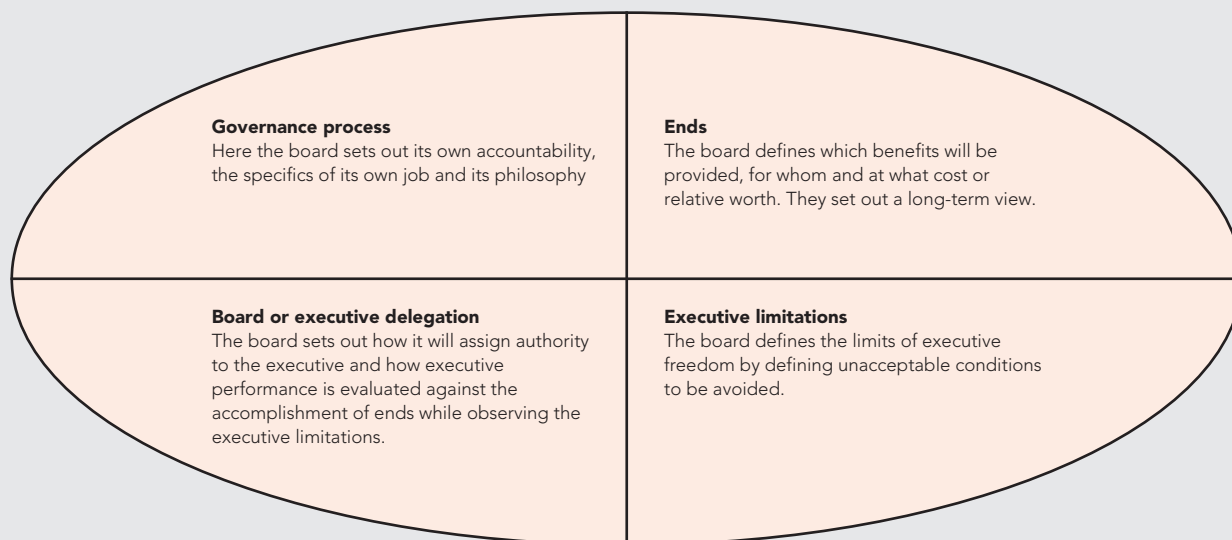 Governance process
Here the board sets out its own accountability,
the specifics of its own job and its philosophy
Ends
The board defines which benefits will be
provided, for whom and at what cost or
relative worth. They set out a long-term view.
Board or executive delegation
The board sets out how it will assign authority
to the executive and how executive
performance is evaluated against the
accomplishment of ends while observing the
executive limitations.
Executive limitations
The board defines the limits of executive
freedom by defining unacceptable conditions
to be avoided.